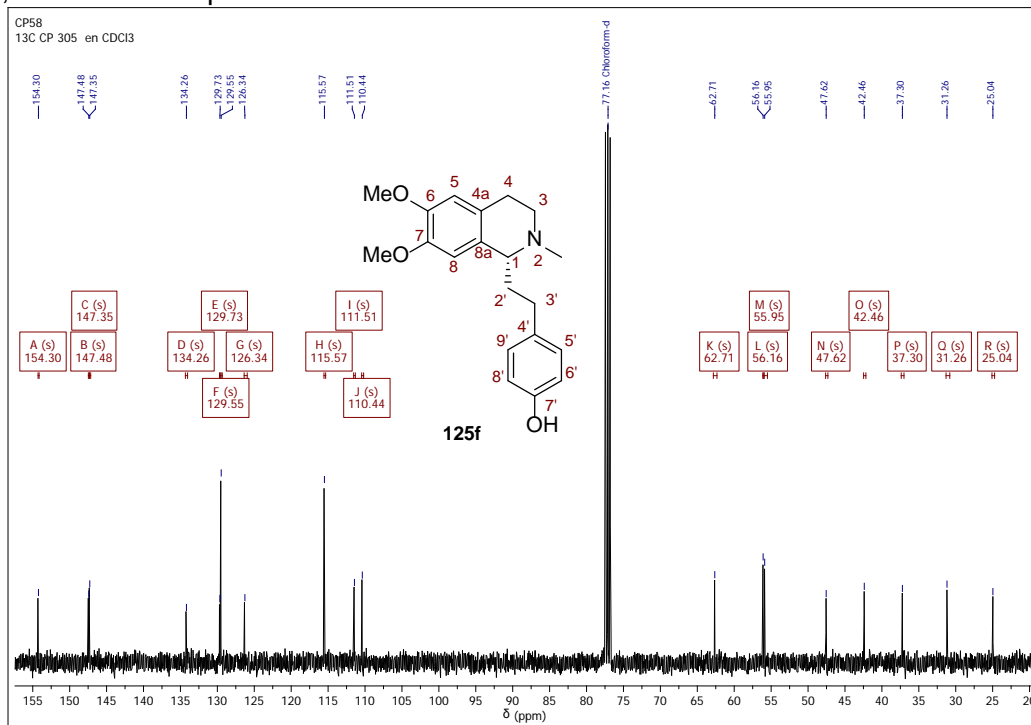 CP58
13C CP 305 en CDCl3
154.30
147.48
147.35
134.26
129.73
129.55
126.34
115.57
111.51
110.44
77.16 Chloroform-d
62.71
56.16
55.95
47.62
42.46
37.30
31.26
25.04
MeO
MeO
6
5
4a
4
3
N
2
7
8
8a
1
2'
3'
4'
9'
5'
8'
6'
7'
OH
125f
C (s)
147.35
E (s)
129.73
I (s)
111.51
M (s)
55.95
O (s)
42.46
A (s)
154.30
B (s)
147.48
D (s)
134.26
G (s)
126.34
H (s)
115.57
K (s)
62.71
L (s)
56.16
N (s)
47.62
P (s)
37.30
Q (s)
31.26
R (s)
25.04
F (s)
129.55
J (s)
110.44
155 150 145 140 135 130 125 120 115 110 105 100 95 90 85 80 75 70 65 60 55 50 45 40 35 30 25 20
δ (ppm)